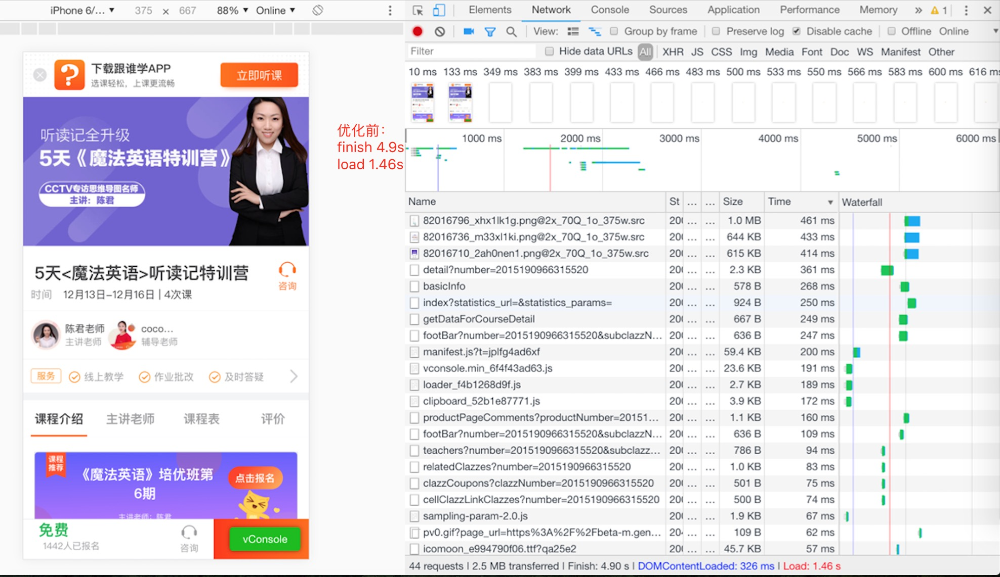 iPhone 6/... ▼ 375 × 667 88% ▼ Online ▼
下载跟谁学APP
选课轻松，上课更流畅
立即听课
听读记全升级
5天《魔法英语特训营》
CCTV专访思维导图名师
主讲：陈君
5天<魔法英语>听读记特训营
咨询
时间 12月13日-12月16日 | 4次课
陈君老师
主讲老师
coco...
辅导老师
服务 线上教学 作业批改 及时答疑
课程介绍 主讲老师 课程表 评价
课程
推荐
《魔法英语》培优班第
6期
点击报名
主讲老师：陈君
免费
1442人已报名
咨询
vConsole
优化前：
finish 4.9s
load 1.46s
Elements Network Console Sources Application Performance Memory » 1
View: Group by frame Preserve log Disable cache Offline Online
Filter Hide data URLs All XHR JS CSS Img Media Font Doc WS Manifest Other
10 ms 133 ms 349 ms 383 ms 399 ms 433 ms 466 ms 483 ms 500 ms 533 ms 550 ms 566 ms 583 ms 600 ms 616 ms
1000 ms 2000 ms 3000 ms 4000 ms 5000 ms 6000 ms
Name St ... ... Size Time ▼ Waterfall
82016796_xhx1lk1g.png@2x_70Q_1o_375w.src 200 ... ... 1.0 MB 461 ms
82016736_m33xl1ki.png@2x_70Q_1o_375w.src 200 ... ... 644 KB 433 ms
82016710_2ah0nen1.png@2x_70Q_1o_375w.src 200 ... ... 615 KB 414 ms
detail?number=20151909663155​20 200 ... ... 2.3 KB 361 ms
basicInfo 200 ... ... 578 B 268 ms
index?statistics_url=&statistics_params= 200 ... ... 924 B 250 ms
getDataForCourseDetail 200 ... ... 667 B 249 ms
footBar?number=2015190966315520&subclazzN... 200 ... ... 636 B 247 ms
manifest.js?t=jplfg4ad6xf 200 ... ... 59.4 KB 200 ms
vconsole.min_6f4f43ad63.js 200 ... ... 23.6 KB 191 ms
loader_f4b1268d9f.js 200 ... ... 2.7 KB 189 ms
clipboard_52b1e87771.js 200 ... ... 3.9 KB 172 ms
productPageComments?productNumber=20151... 200 ... ... 1.1 KB 160 ms
footBar?number=2015190966315520&subclazzN... 200 ... ... 636 B 109 ms
teachers?number=2015190966315520&subclazz... 200 ... ... 786 B 94 ms
relatedClazzes?number=2015190966315520 200 ... ... 1.0 KB 83 ms
clazzCoupons?clazzNumber=2015190966315520 200 ... ... 501 B 75 ms
cellClazzLinkClazzes?number=2015190966315520 200 ... ... 500 B 74 ms
sampling-param-2.0.js 200 ... ... 1.9 KB 67 ms
pv0.gif?page_url=https%3A%2F%2Fbeta-m.gen... 204 ... ... 109 B 62 ms
icomoon_e994790f06.ttf?qa25e2 200 ... ... 45.7 KB 57 ms
44 requests | 2.5 MB transferred | Finish: 4.90 s | DOMContentLoaded: 326 ms | Load: 1.46 s